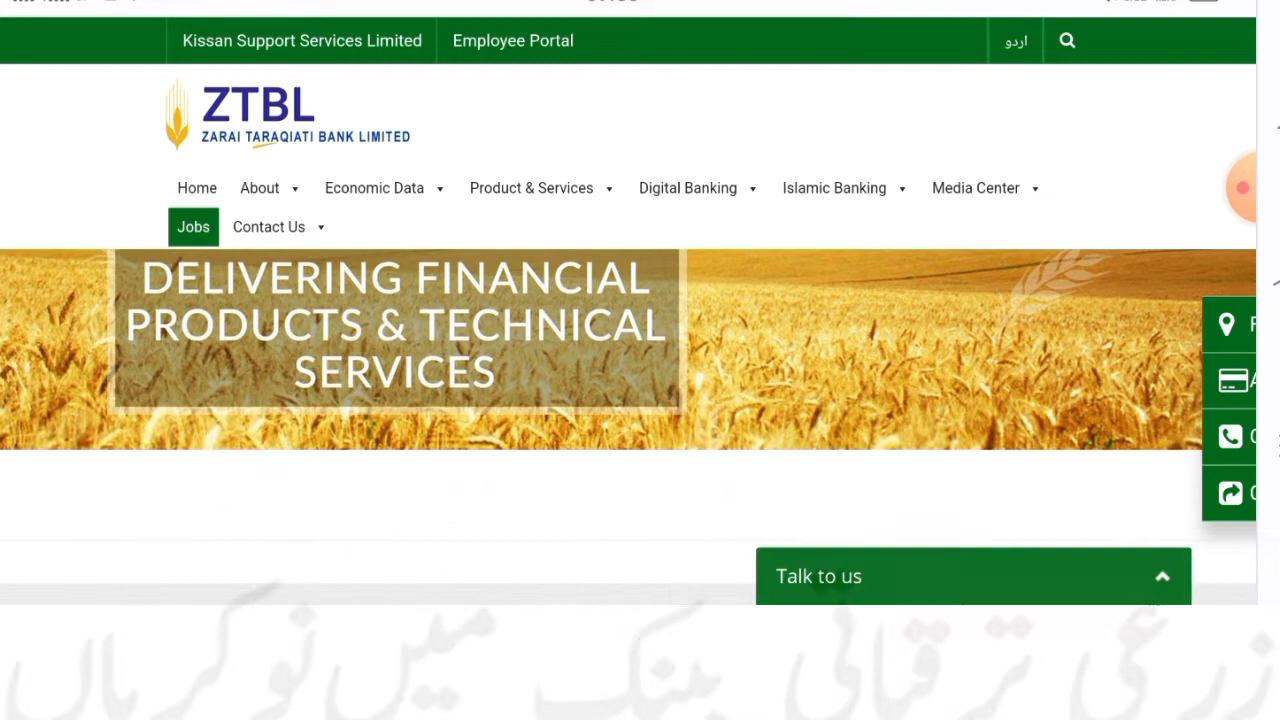 Kissan Support Services Limited Employee Portal اردو
ZTBL
ZARAI TARAQIATI BANK LIMITED
Home About Economic Data Product & Services Digital Banking Islamic Banking Media Center
Jobs Contact Us
DELIVERING FINANCIAL
PRODUCTS & TECHNICAL
SERVICES
Talk to us
زرعی ترقیاتی بینک میں نوکریاں